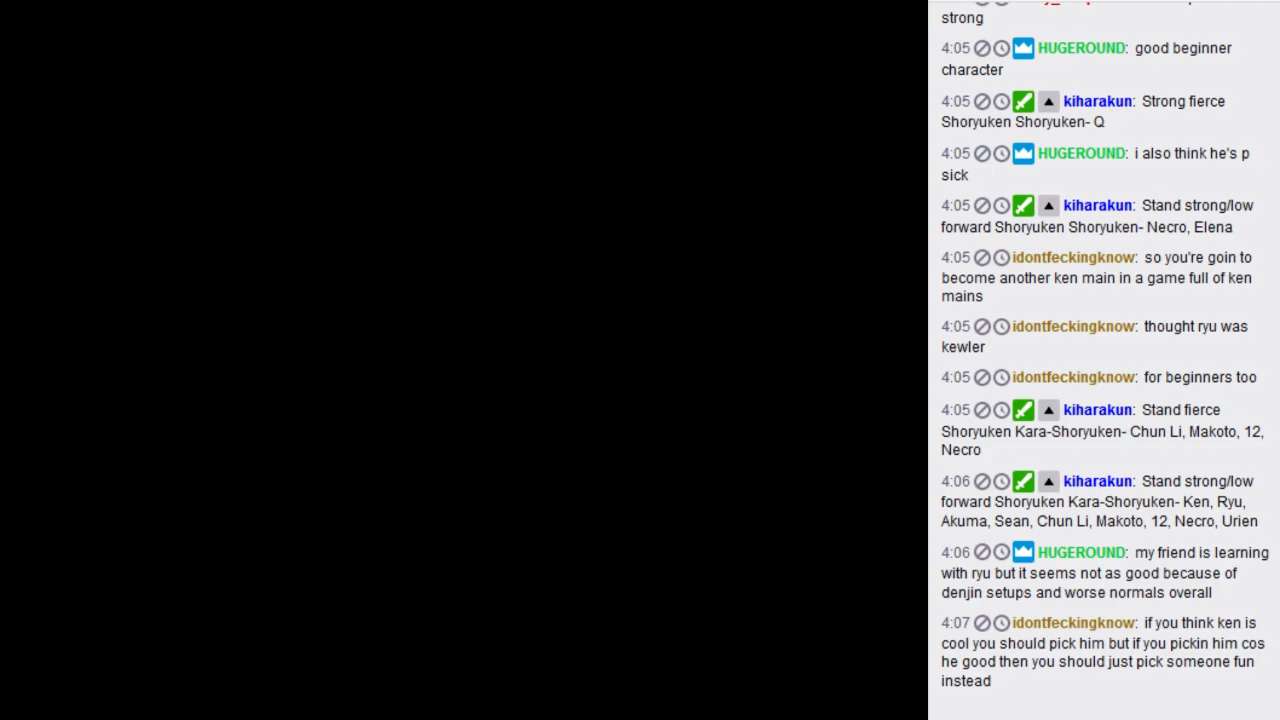 strong
4:05 HUGEROUND: good beginner
character
4:05 kiharakun: Strong fierce
Shoryuken Shoryuken- Q
4:05 HUGEROUND: i also think he's p
sick
4:05 kiharakun: Stand strong/low
forward Shoryuken Shoryuken- Necro, Elena
4:05 idontfeckingknow: so you're goin to
become another ken main in a game full of ken
mains
4:05 idontfeckingknow: thought ryu was
kewler
4:05 idontfeckingknow: for beginners too
4:05 kiharakun: Stand fierce
Shoryuken Kara-Shoryuken- Chun Li, Makoto, 12,
Necro
4:06 kiharakun: Stand strong/low
forward Shoryuken Kara-Shoryuken- Ken, Ryu,
Akuma, Sean, Chun Li, Makoto, 12, Necro, Urien
4:06 HUGEROUND: my friend is learning
with ryu but it seems not as good because of
denjin setups and worse normals overall
4:07 idontfeckingknow: if you think ken is
cool you should pick him but if you pickin him cos
he good then you should just pick someone fun
instead